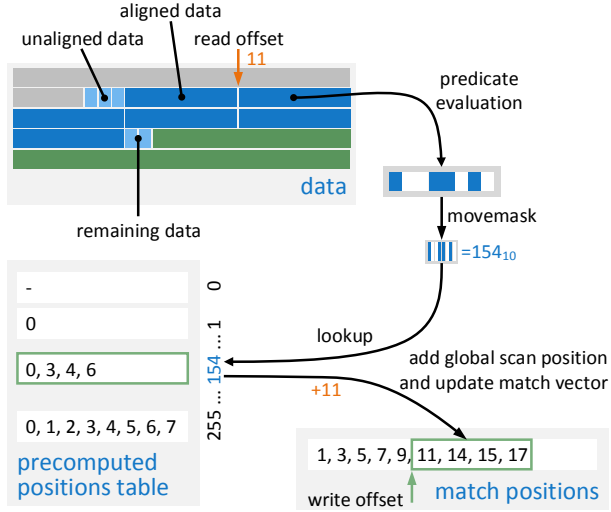 aligned data
unaligned data
read offset
11
predicate
evaluation
data
remaining data
movemask
=154₁₀
-
0
0
1
...
0, 3, 4, 6
154
...
0, 1, 2, 3, 4, 5, 6, 7
255
precomputed
positions table
lookup
add global scan position
and update match vector
+11
1, 3, 5, 7, 9, 11, 14, 15, 17
write offset
match positions